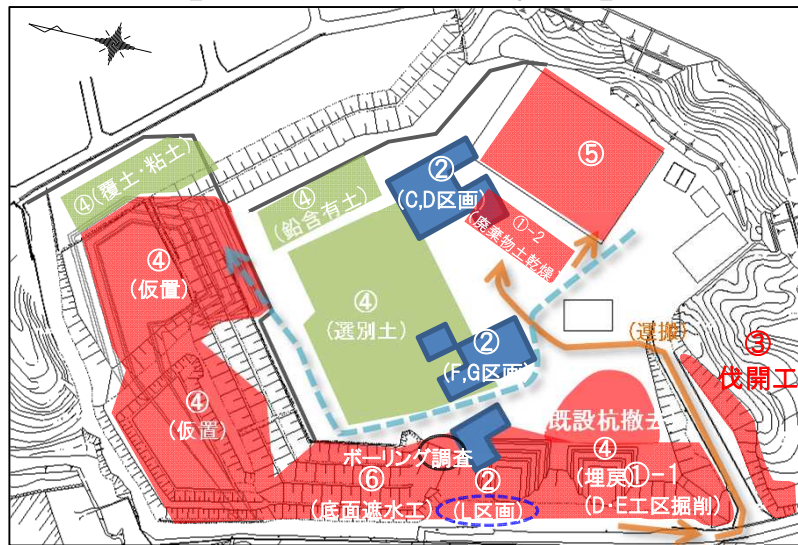 ④(覆土・粘土)
②
(C,D区画)
⑤
④
(鉛含有土)
①-2
(廃棄物土乾燥)
④
(仮置)
④
(選別土)
(運搬)
②
(F,G区画)
③
伐開工
④
(仮置)
既設杭撤去
ボーリング調査
④
(埋戻)
①-1
(D・E工区掘削)
⑥
(底面遮水工)
②
(L区画)